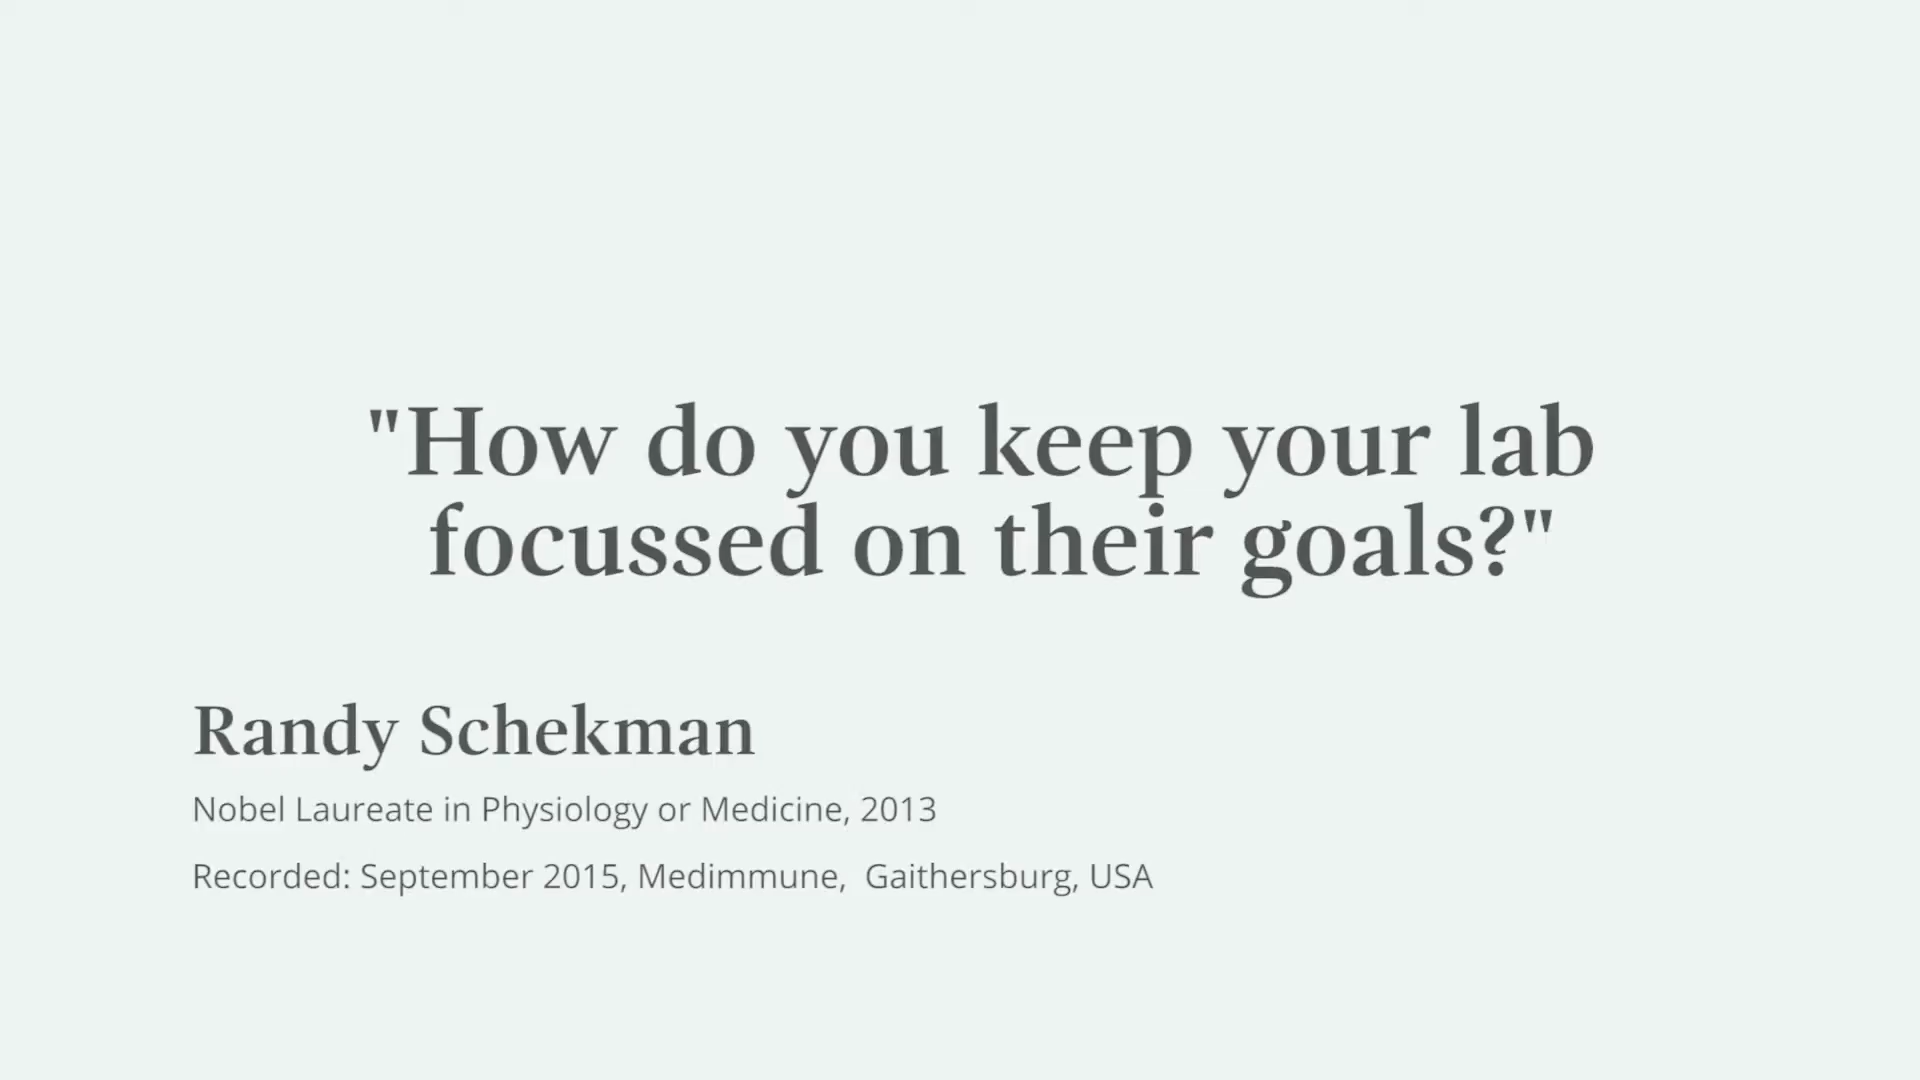 "How do you keep your lab
focussed on their goals?"
Randy Schekman
Nobel Laureate in Physiology or Medicine, 2013
Recorded: September 2015, Medimmune,  Gaithersburg, USA